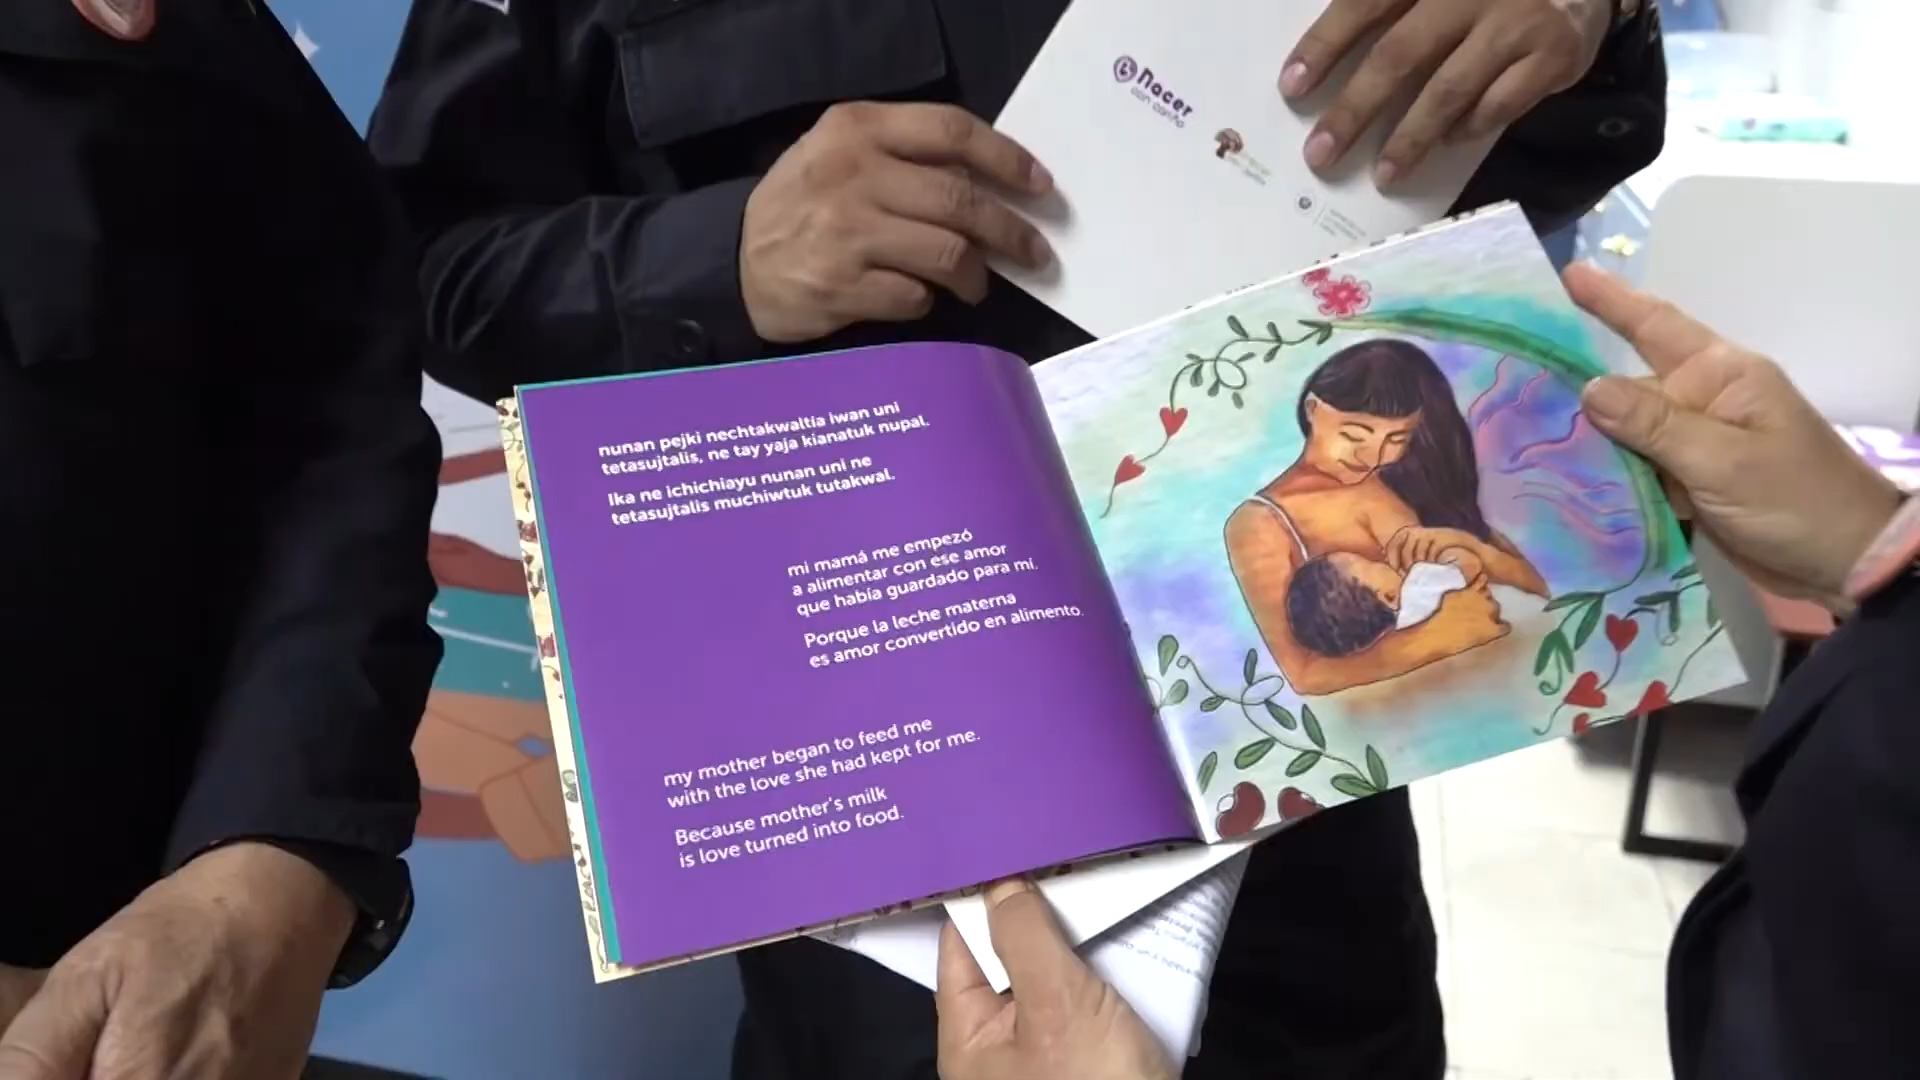 Nacer
con cariño
nunan pejki nechtakwaltia iwan uni
tetasujtalis, ne tay yaja kianatuk nupal.
Ika ne ichichiayu nunan uni ne
tetasujtalis muchiwtuk tutakwal.
mi mamá me empezó
a alimentar con ese amor
que había guardado para mí.
Porque la leche materna
es amor convertido en alimento.
my mother began to feed me
with the love she had kept for me.
Because mother's milk
is love turned into food.